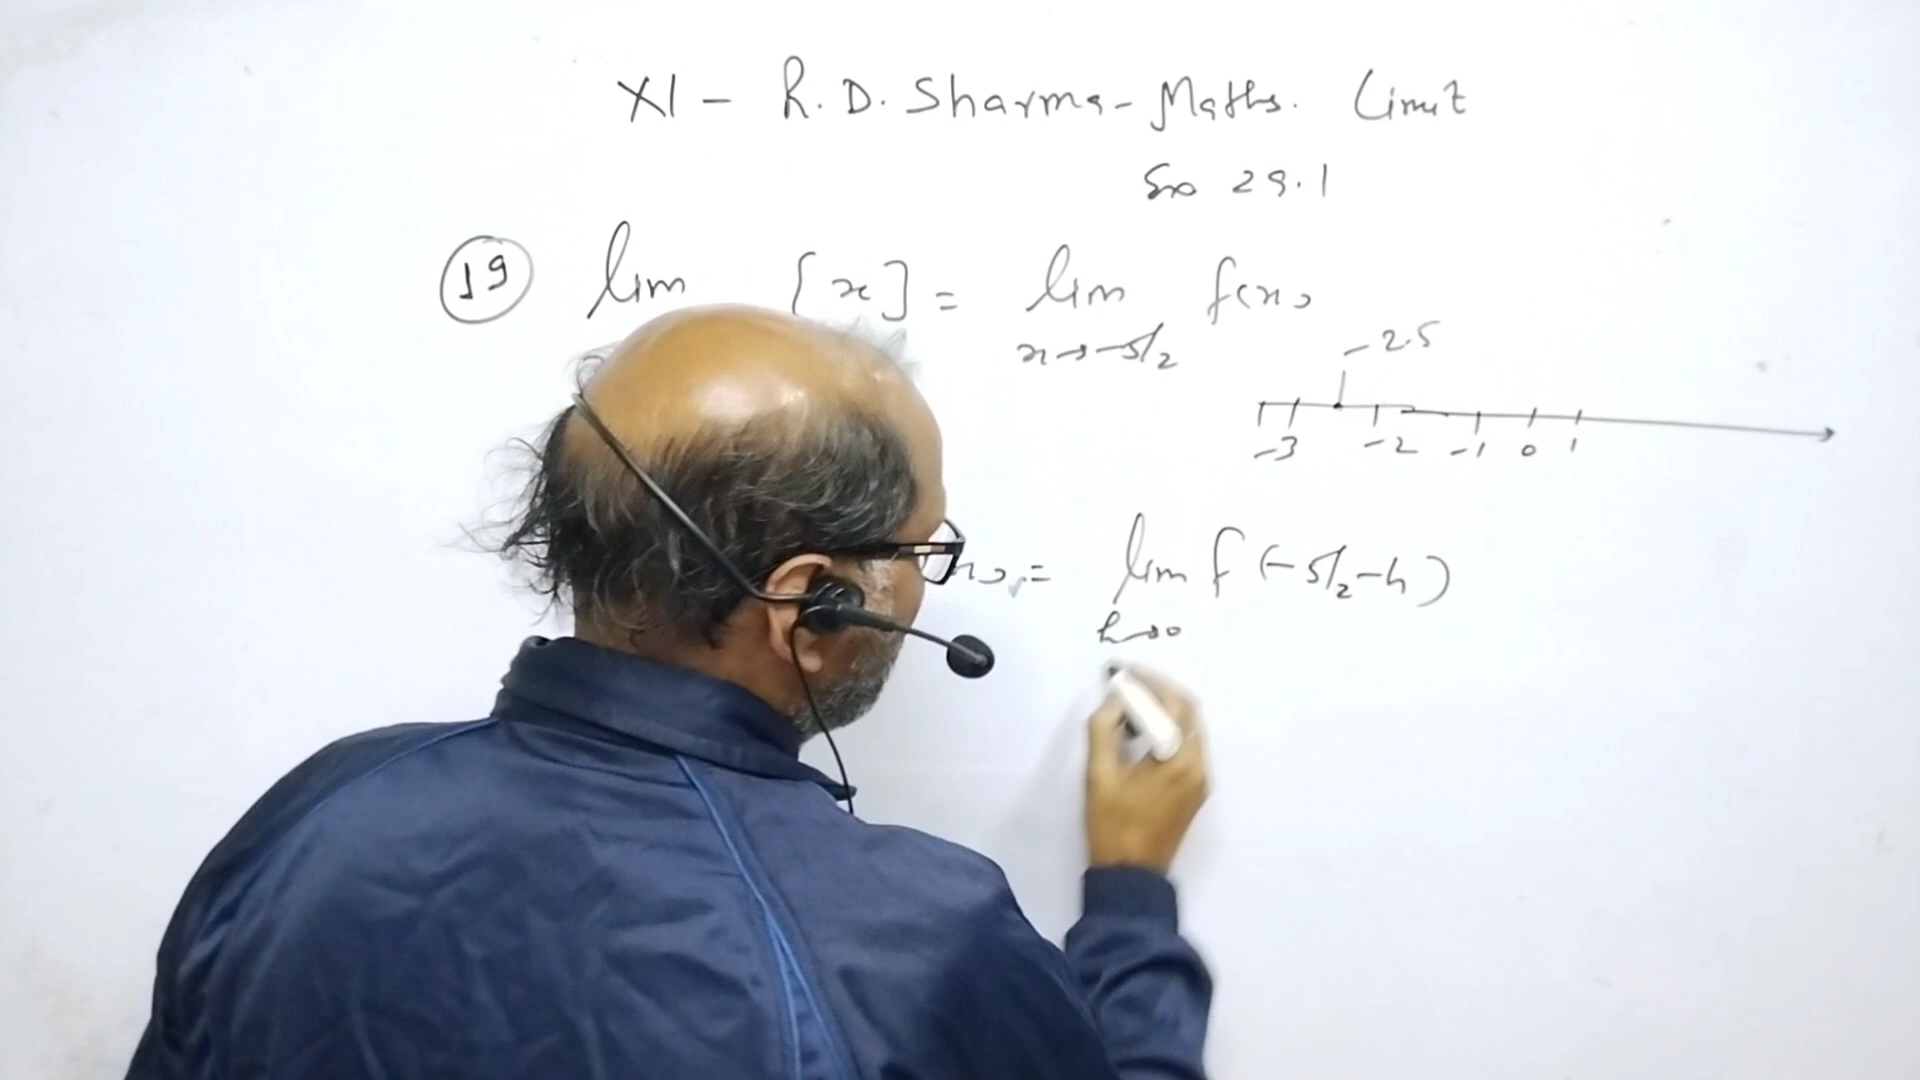 XI - R.D. Sharma - Maths. Limit
Ex 29.1
19 lim [x] = lim f(x)
x→-5/2
-2.5
-3 -2 -1 0 1
= lim f(-5/2-h)
h→0